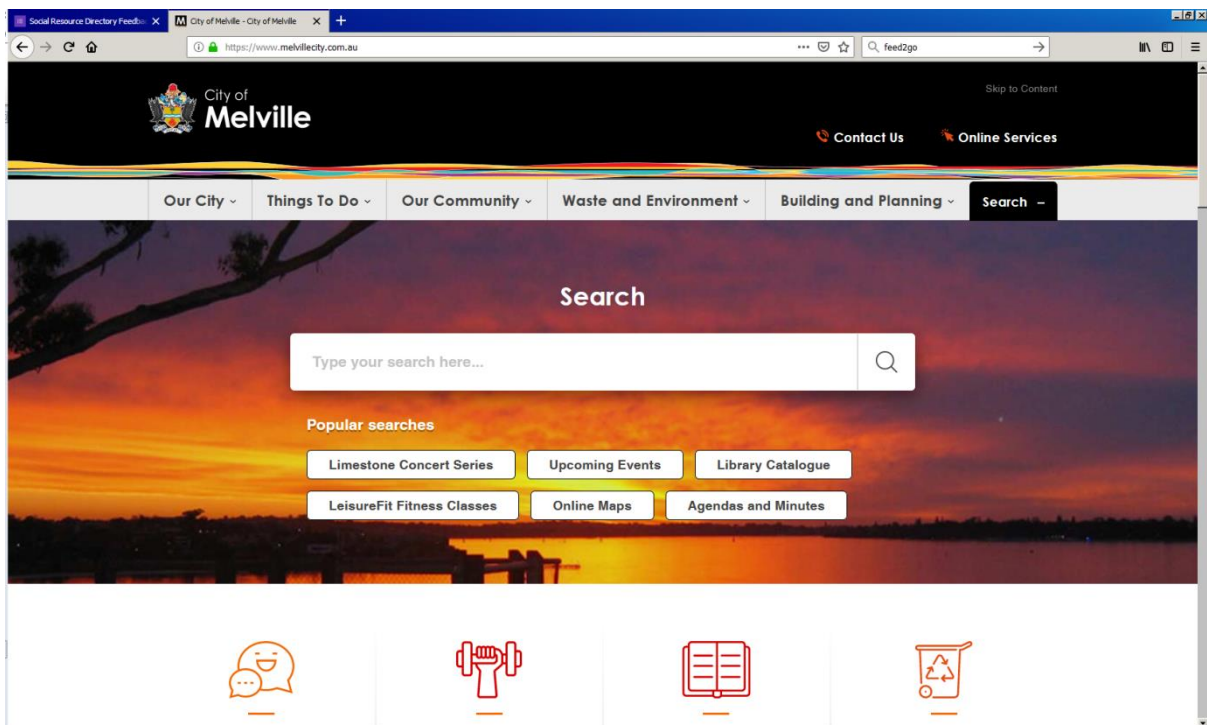 Social Resource Directory Feedba
City of Melville - City of Melville
https://www.melvillecity.com.au
feed2go
City of
Melville
Skip to Content
Contact Us
Online Services
Our City
Things To Do
Our Community
Waste and Environment
Building and Planning
Search –
Search
Type your search here...
Popular searches
Limestone Concert Series
Upcoming Events
Library Catalogue
LeisureFit Fitness Classes
Online Maps
Agendas and Minutes